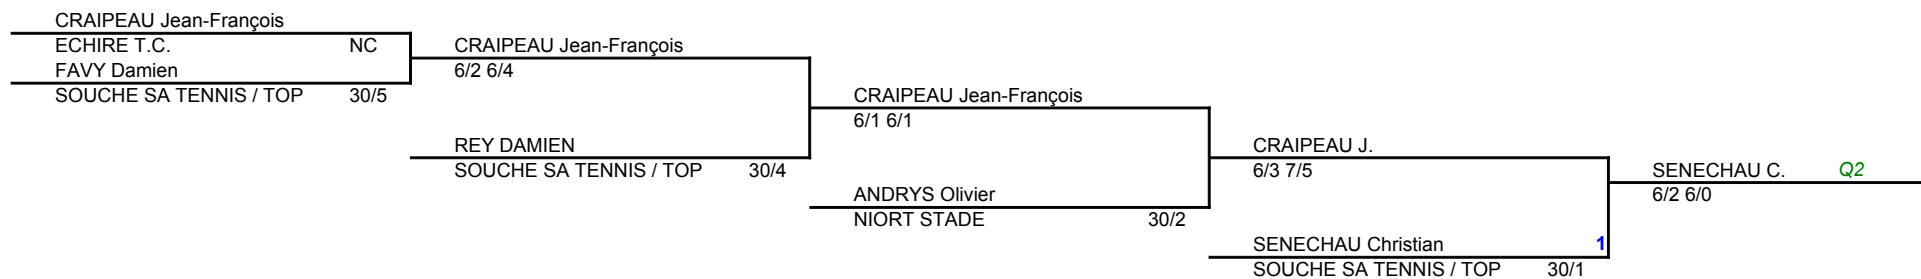 CRAIPEAU Jean-François
ECHIRE T.C. NC
FAVY Damien
SOUCHE SA TENNIS / TOP 30/5
CRAIPEAU Jean-François
6/2 6/4
REY DAMIEN
SOUCHE SA TENNIS / TOP 30/4
CRAIPEAU Jean-François
6/1 6/1
ANDRYS Olivier
NIORT STADE 30/2
CRAIPEAU J.
6/3 7/5
SENECHAU Christian 1
SOUCHE SA TENNIS / TOP 30/1
SENECHAU C. Q2
6/2 6/0